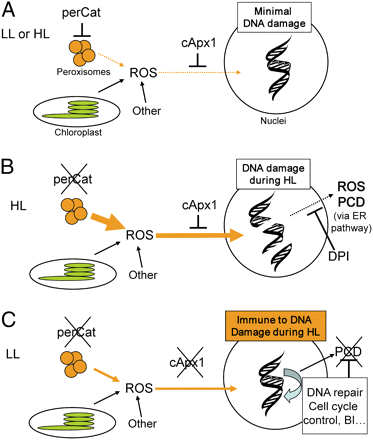 A
perCat
Minimal
DNA damage
LL or HL
cApx1
Peroxisomes
ROS
Other
Chloroplast
Nuclei
B
perCat
DNA damage
during HL
ROS
PCD
(via ER
pathway)
HL
cApx1
ROS
DPI
Other
C
perCat
Immune to DNA
Damage during HL
LL
cApx1
PCD
ROS
DNA repair
Cell cycle
control, BI...
Other